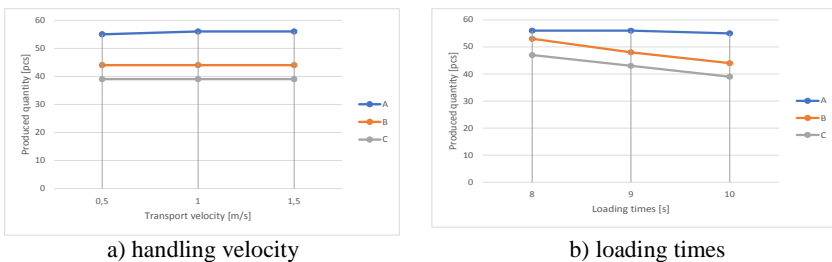 60
50
40
30
20
10
0
Produced quantity [pcs]
0,5
1
1,5
Transport velocity [m/s]
A
B
C
a) handling velocity
60
50
40
30
20
10
0
Produced quantity [pcs]
8
9
10
Loading times [s]
A
B
C
b) loading times